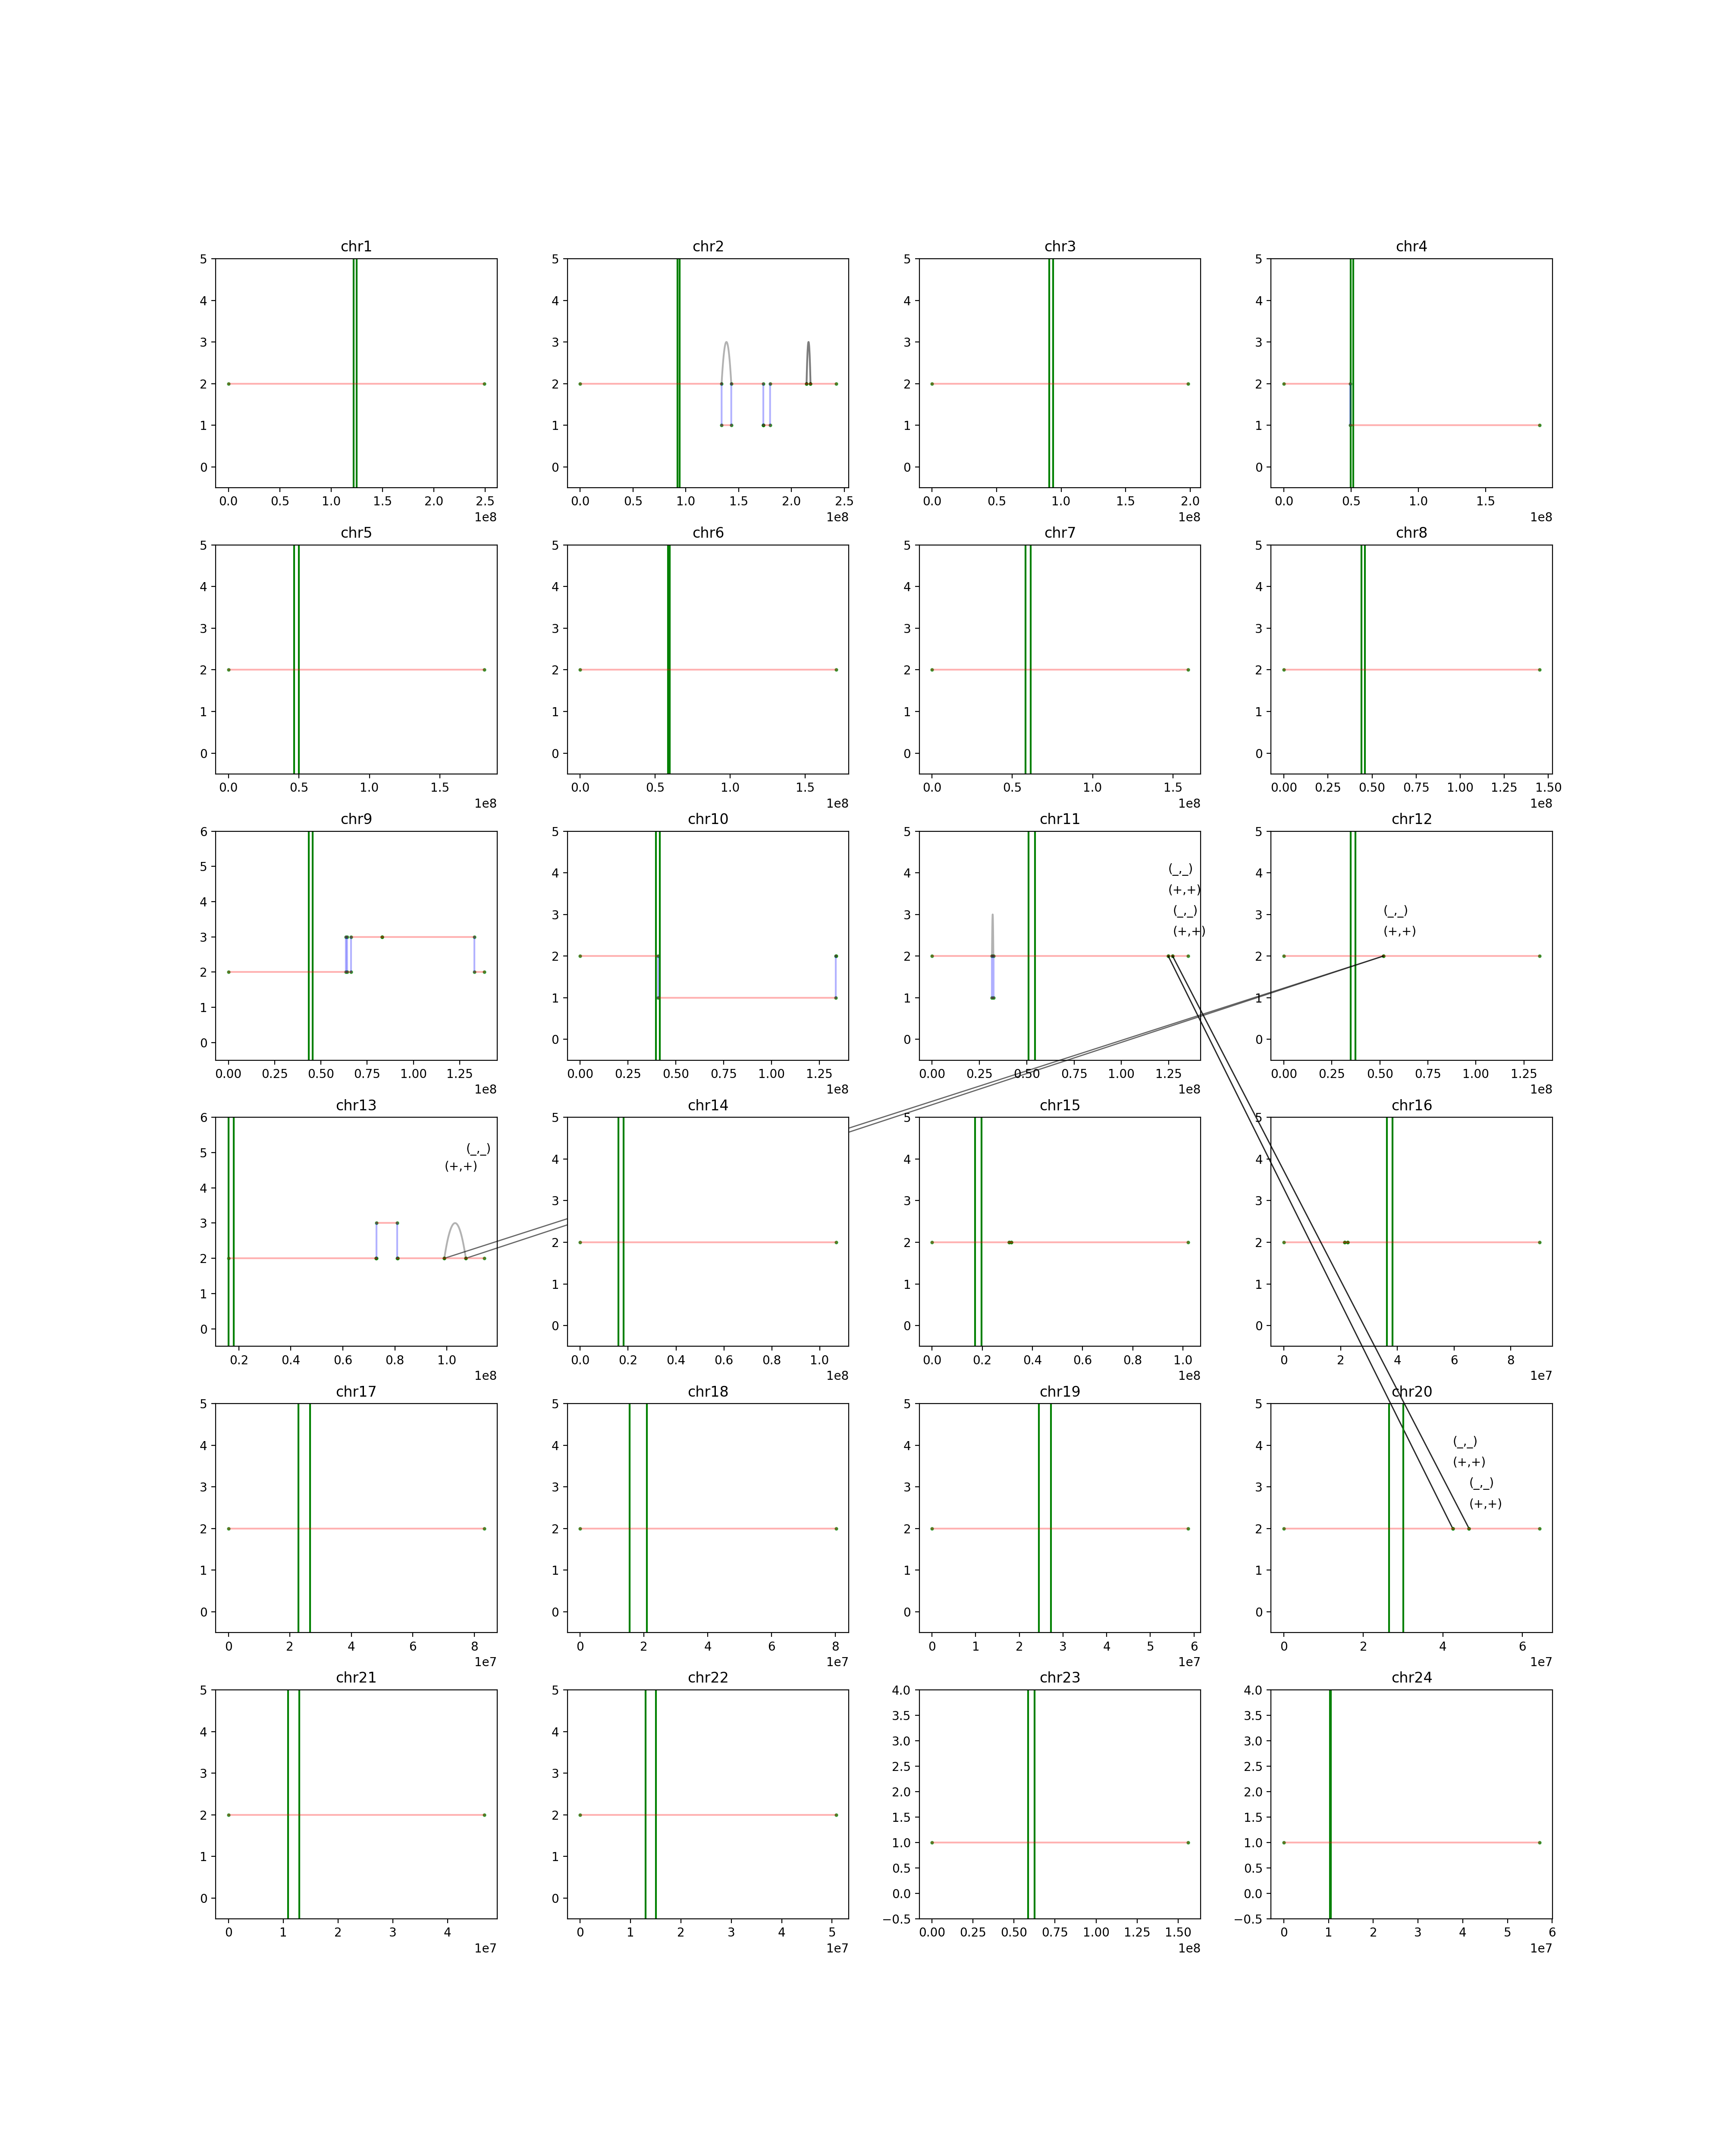 chr1 chr2 chr3 chr4
5 5 5 5
4 4 4 4
3 3 3 3
2 2 2 2
1 1 1 1
0 0 0 0
0.0 0.5 1.0 1.5 2.0 2.5 0.0 0.5 1.0 1.5 2.0 2.5 0.0 0.5 1.0 1.5 2.0 0.0 0.5 1.0 1.5
1e8 1e8 1e8 1e8
chr5 chr6 chr7 chr8
5 5 5 5
4 4 4 4
3 3 3 3
2 2 2 2
1 1 1 1
0 0 0 0
0.0 0.5 1.0 1.5 0.0 0.5 1.0 1.5 0.0 0.5 1.0 1.5 0.00 0.25 0.50 0.75 1.00 1.25 1.50
1e8 1e8 1e8 1e8
chr9 chr10 chr11 chr12
6 5 5 5
5 4 (_,_) 4
4 (+,+)
3 3 3 (_,_) 3 (_,_)
(+,+) (+,+)
2 2 2 2
1 1 1 1
0 0 0 0
0.00 0.25 0.50 0.75 1.00 1.25 0.00 0.25 0.50 0.75 1.00 1.25 0.00 0.25 0.50 0.75 1.00 1.25 0.00 0.25 0.50 0.75 1.00 1.25
1e8 1e8 1e8 1e8
chr13 chr14 chr15 chr16
6 5 5 5
5 (_,_) 4 4 4
(+,+)
4 3 3 3
3 2 2 2
2 1 1 1
1 0 0 0
0
0.2 0.4 0.6 0.8 1.0 0.0 0.2 0.4 0.6 0.8 1.0 0.0 0.2 0.4 0.6 0.8 1.0 0 2 4 6 8
1e8 1e8 1e8 1e7
chr17 chr18 chr19 chr20
5 5 5 5
4 4 4 4 (_,_)
(+,+)
3 3 3 3 (_,_)
(+,+)
2 2 2 2
1 1 1 1
0 0 0 0
0 2 4 6 8 0 2 4 6 8 0 1 2 3 4 5 6 0 2 4 6
1e7 1e7 1e7 1e7
chr21 chr22 chr23 chr24
5 5 4.0 4.0
4 4 3.5 3.5
3.0 3.0
3 3 2.5 2.5
2 2 2.0 2.0
1.5 1.5
1 1 1.0 1.0
0.5 0.5
0 0 0.0 0.0
−0.5 −0.5
0 1 2 3 4 0 1 2 3 4 5 0.00 0.25 0.50 0.75 1.00 1.25 1.50 0 1 2 3 4 5 6
1e7 1e7 1e8 1e7